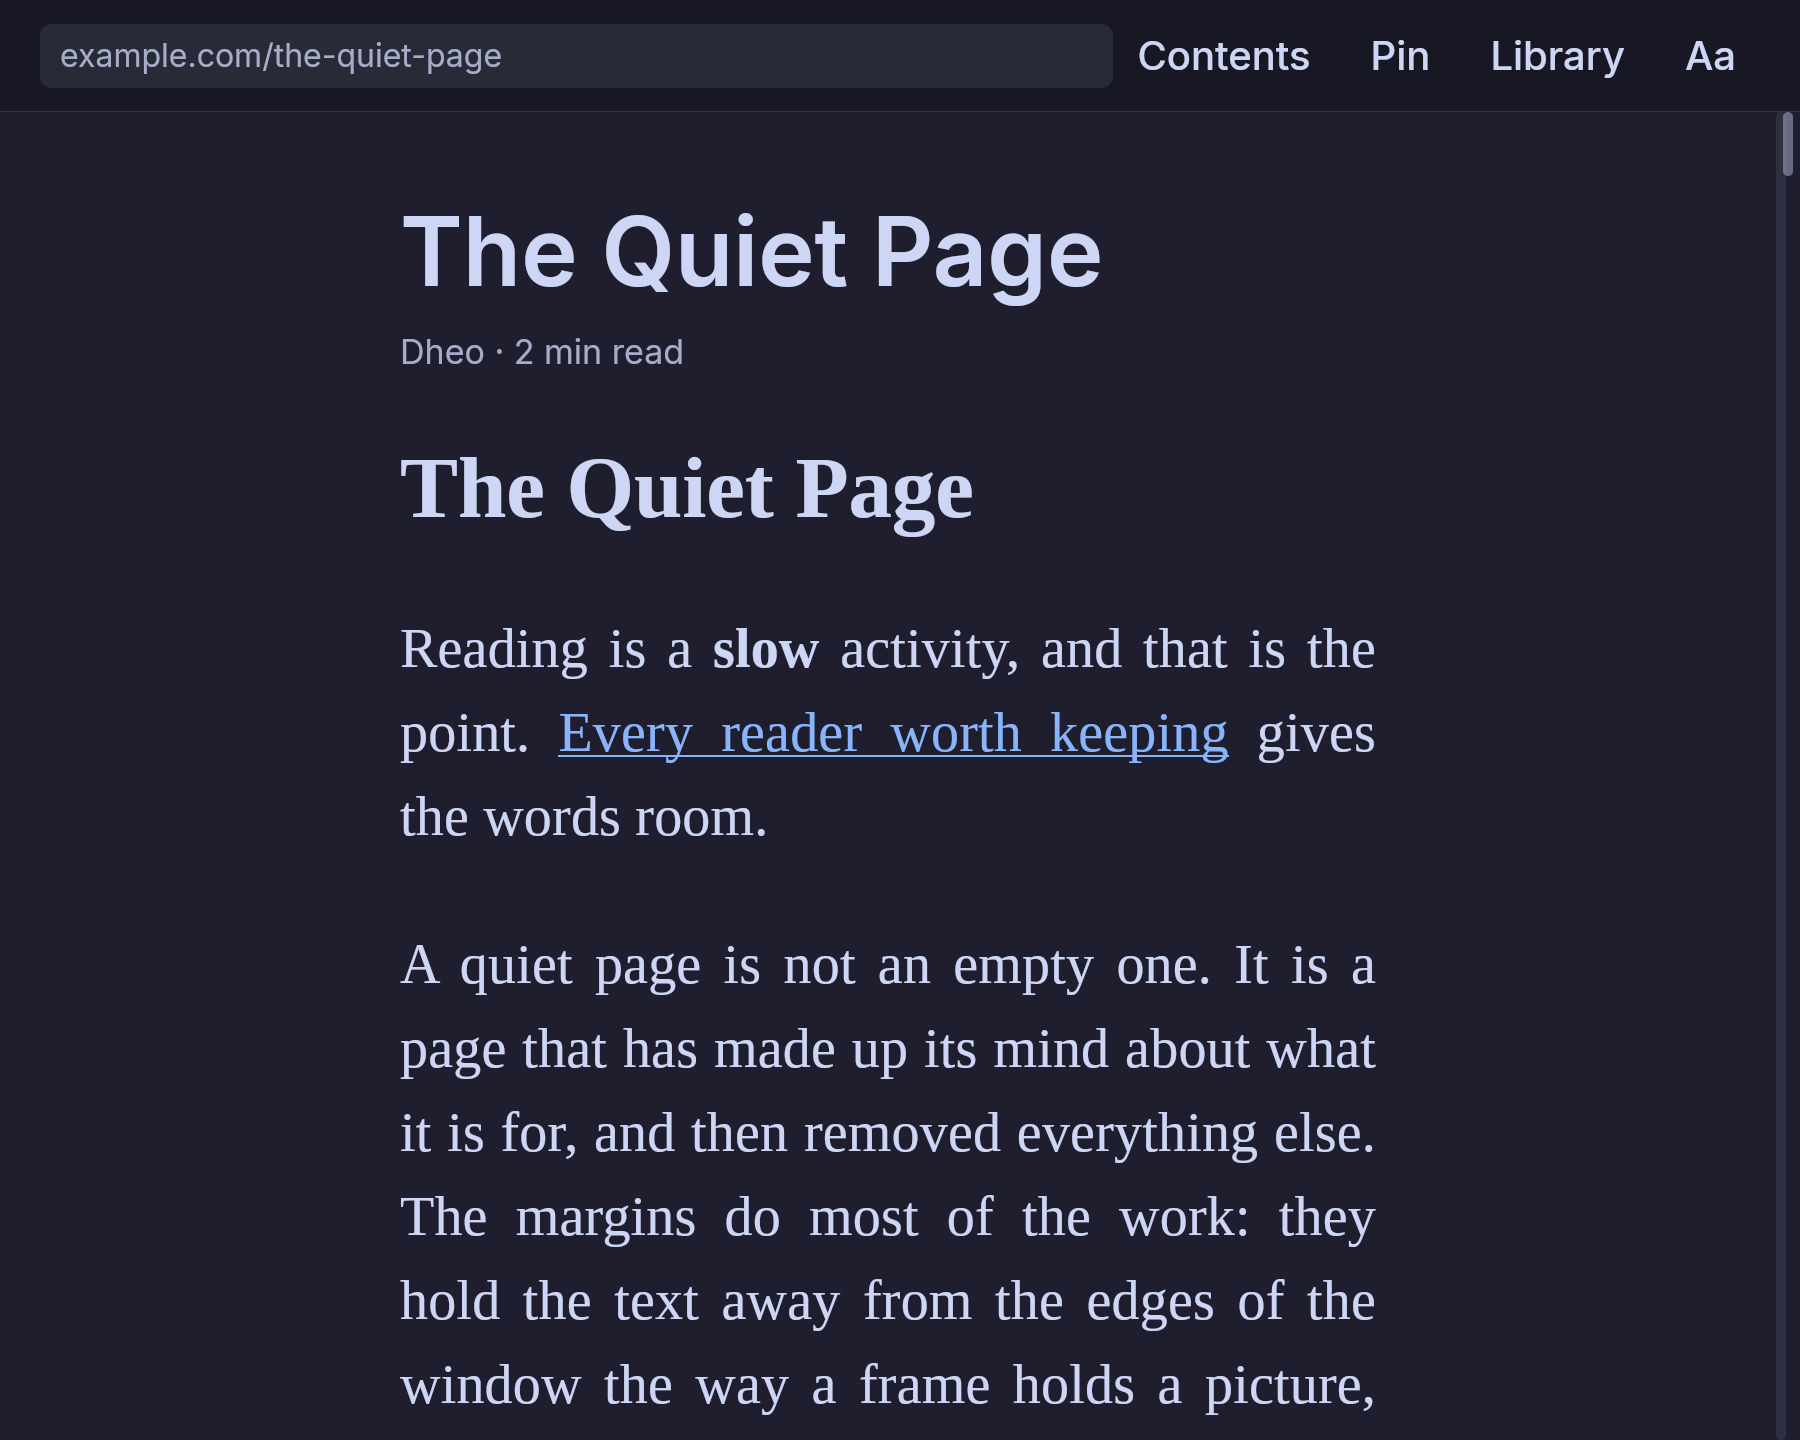 example.com/the-quiet-page
Contents
Pin
Library
Aa
The Quiet Page
Dheo · 2 min read
The Quiet Page
Reading is a slow activity, and that is the
point. Every reader worth keeping gives
the words room.
A quiet page is not an empty one. It is a
page that has made up its mind about what
it is for, and then removed everything else.
The margins do most of the work: they
hold the text away from the edges of the
window the way a frame holds a picture,